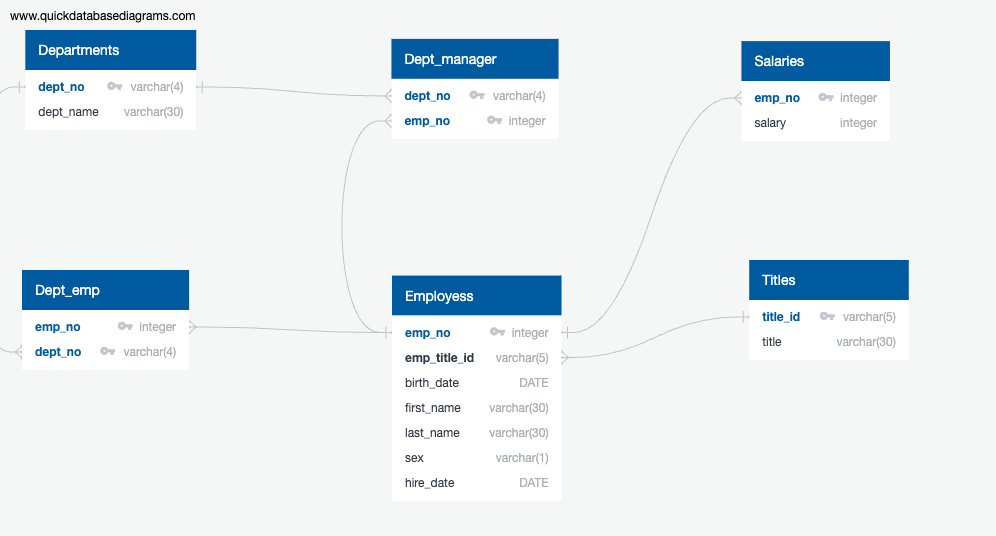 www.quickdatabasediagrams.com
Departments
dept_no varchar(4)
dept_name varchar(30)
Dept_manager
dept_no varchar(4)
emp_no integer
Salaries
emp_no integer
salary integer
Dept_emp
emp_no integer
dept_no varchar(4)
Employess
emp_no integer
emp_title_id varchar(5)
birth_date DATE
first_name varchar(30)
last_name varchar(30)
sex varchar(1)
hire_date DATE
Titles
title_id varchar(5)
title varchar(30)